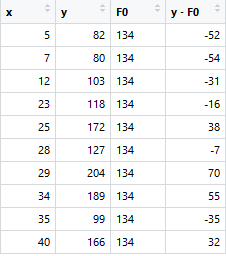 x y F0 y - F0
5 82 134 -52
7 80 134 -54
12 103 134 -31
23 118 134 -16
25 172 134 38
28 127 134 -7
29 204 134 70
34 189 134 55
35 99 134 -35
40 166 134 32